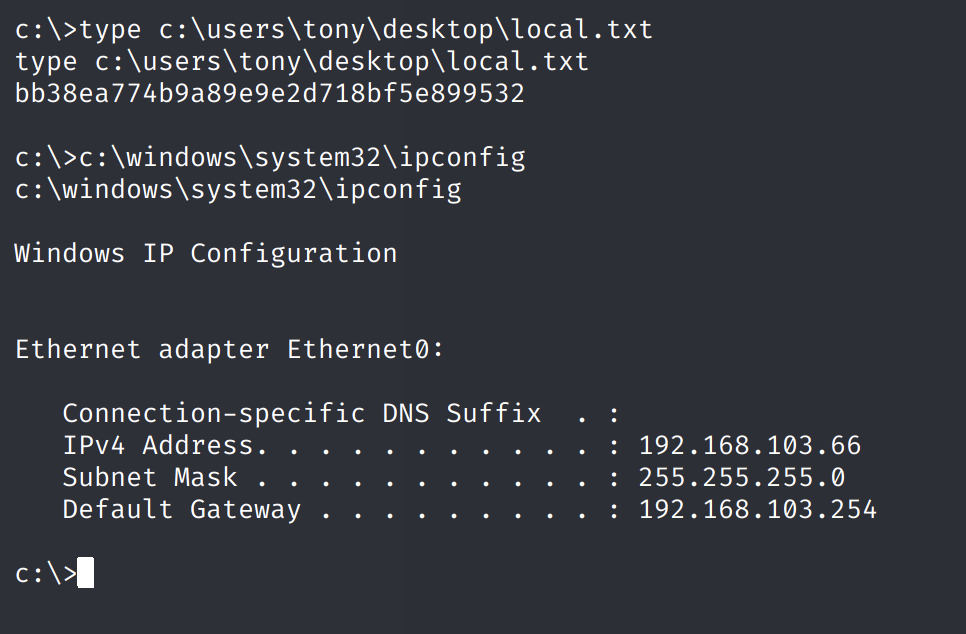 c:\>type c:\users\tony\desktop\local.txt
type c:\users\tony\desktop\local.txt
bb38ea774b9a89e9e2d718bf5e899532
c:\>c:\windows\system32\ipconfig
c:\windows\system32\ipconfig
Windows IP Configuration
Ethernet adapter Ethernet0:
   Connection-specific DNS Suffix  . :
   IPv4 Address. . . . . . . . . . . : 192.168.103.66
   Subnet Mask . . . . . . . . . . . : 255.255.255.0
   Default Gateway . . . . . . . . . : 192.168.103.254
c:\>